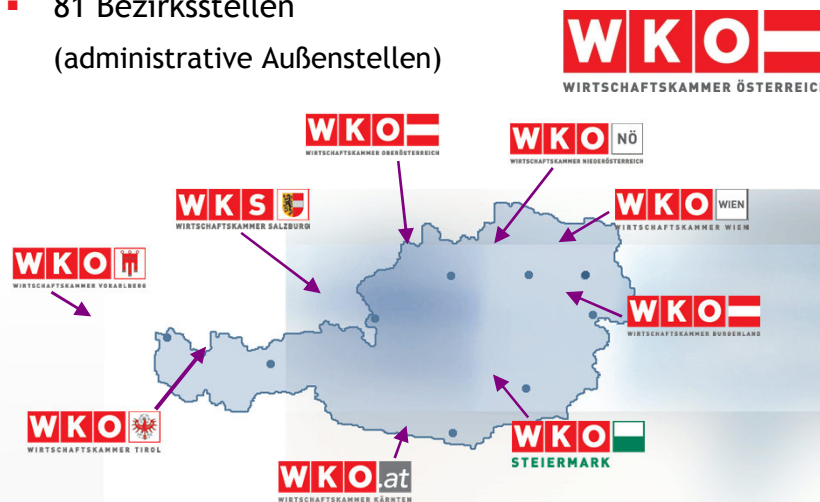 81 Bezirksstellen
(administrative Außenstellen)
WKO
WIRTSCHAFTSKAMMER ÖSTERREICH
WKO
WIRTSCHAFTSKAMMER OBERÖSTERREICH
WKO NÖ
WIRTSCHAFTSKAMMER NIEDERÖSTERREICH
WKS
WIRTSCHAFTSKAMMER SALZBURG
WKO WIEN
WIRTSCHAFTSKAMMER WIEN
WKO
WIRTSCHAFTSKAMMER VORARLBERG
WKO
WIRTSCHAFTSKAMMER BURGENLAND
WKO
WIRTSCHAFTSKAMMER TIROL
WKO
STEIERMARK
WKO.at
WIRTSCHAFTSKAMMER KÄRNTEN